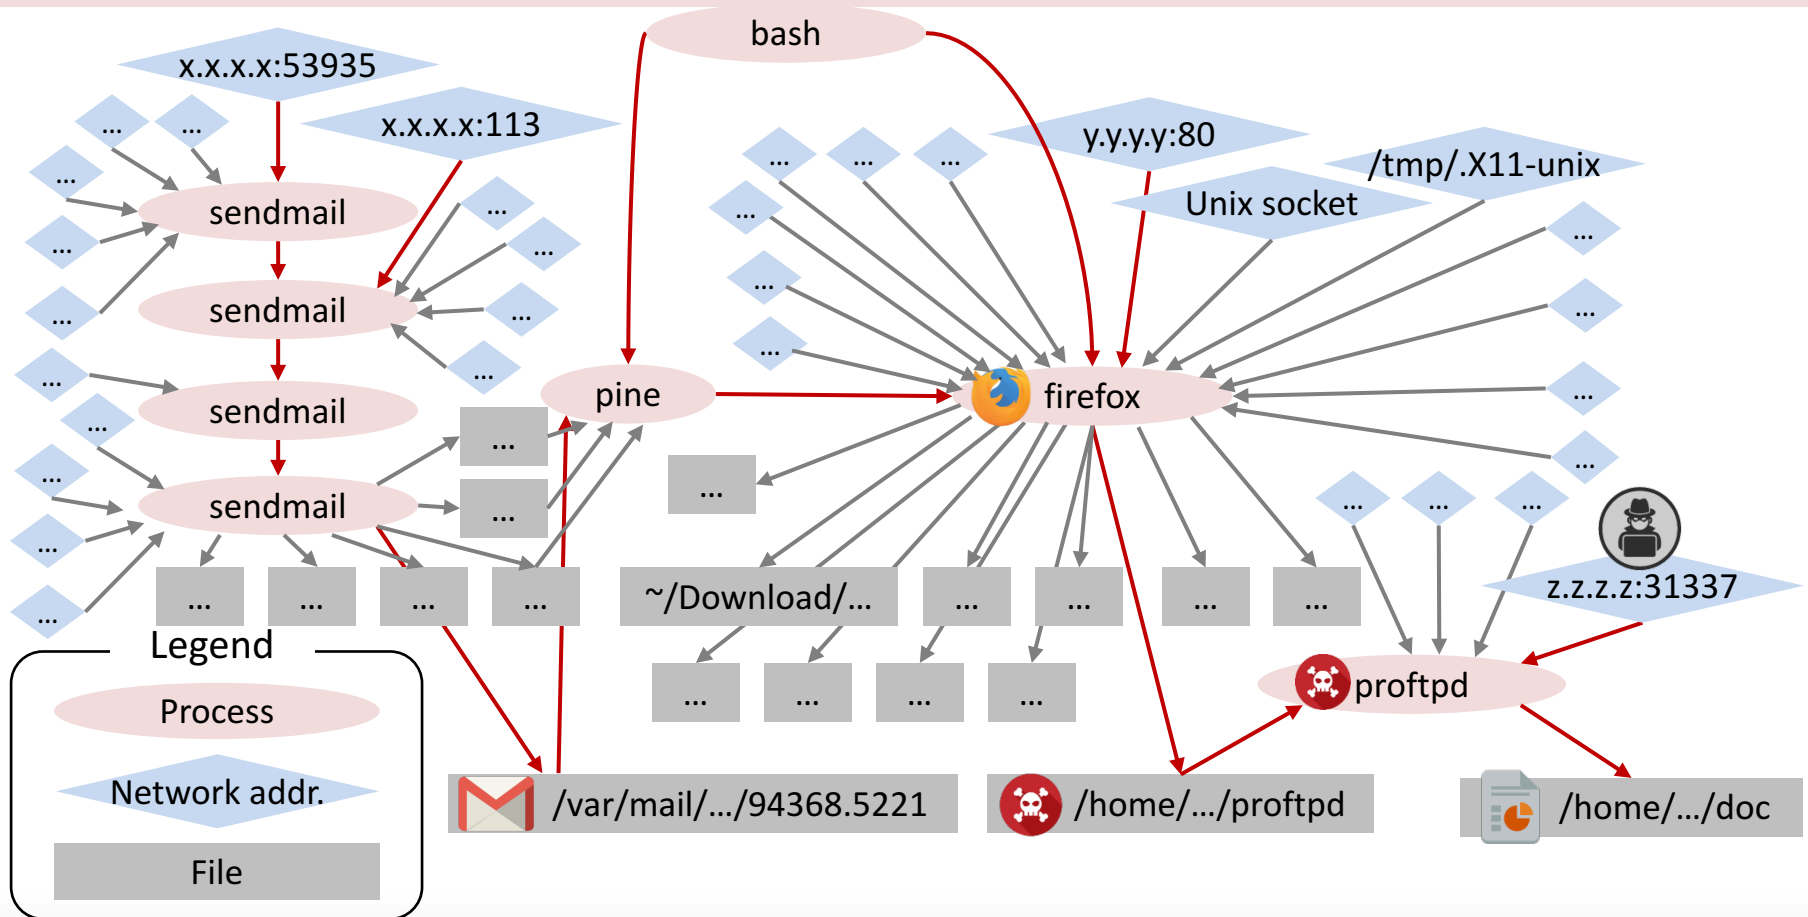 bash
x.x.x.x:53935
x.x.x.x:113
y.y.y.y:80
/tmp/.X11-unix
Unix socket
... ...
... ... ...
...
sendmail
...
...
...
...
...
sendmail
...
...
...
...
...
...
...
...
...
sendmail
pine
firefox
...
...
...
...
...
...
sendmail
...
...
... ... ...
z.z.z.z:31337
...
...
... ... ... ...
~/Download/...
... ... ... ...
... ... ... ...
proftpd
/var/mail/.../94368.5221
/home/.../proftpd
/home/.../doc
Legend
Process
Network addr.
File